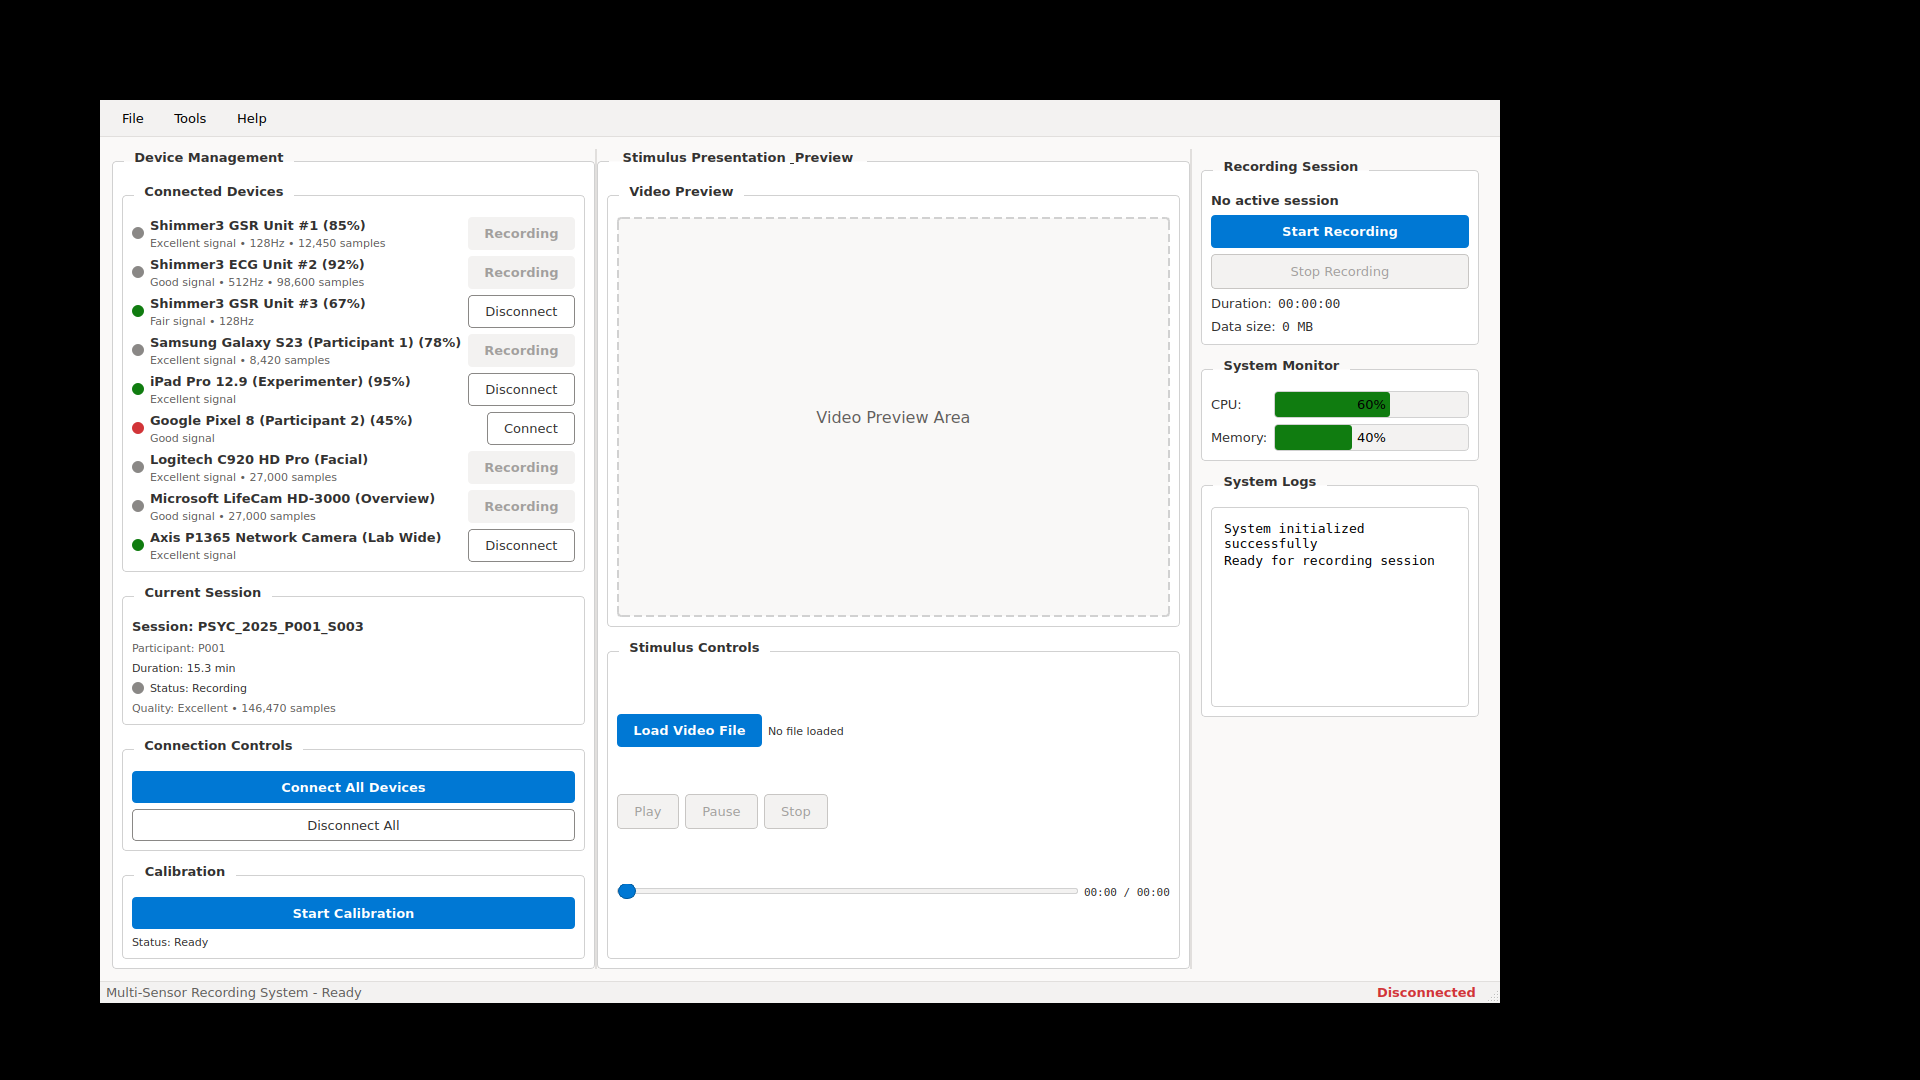 File Tools Help
Device Management
Connected Devices
Shimmer3 GSR Unit #1 (85%)
Excellent signal • 128Hz • 12,450 samples
Recording
Shimmer3 ECG Unit #2 (92%)
Good signal • 512Hz • 98,600 samples
Recording
Shimmer3 GSR Unit #3 (67%)
Fair signal • 128Hz
Disconnect
Samsung Galaxy S23 (Participant 1) (78%)
Excellent signal • 8,420 samples
Recording
iPad Pro 12.9 (Experimenter) (95%)
Excellent signal
Disconnect
Google Pixel 8 (Participant 2) (45%)
Good signal
Connect
Logitech C920 HD Pro (Facial)
Excellent signal • 27,000 samples
Recording
Microsoft LifeCam HD-3000 (Overview)
Good signal • 27,000 samples
Recording
Axis P1365 Network Camera (Lab Wide)
Excellent signal
Disconnect
Current Session
Session: PSYC_2025_P001_S003
Participant: P001
Duration: 15.3 min
Status: Recording
Quality: Excellent • 146,470 samples
Connection Controls
Connect All Devices
Disconnect All
Calibration
Start Calibration
Status: Ready
Stimulus Presentation _Preview
Video Preview
Video Preview Area
Stimulus Controls
Load Video File No file loaded
Play Pause Stop
00:00 / 00:00
Recording Session
No active session
Start Recording
Stop Recording
Duration: 00:00:00
Data size: 0 MB
System Monitor
CPU: 60%
Memory: 40%
System Logs
System initialized
successfully
Ready for recording session
Multi-Sensor Recording System - Ready
Disconnected